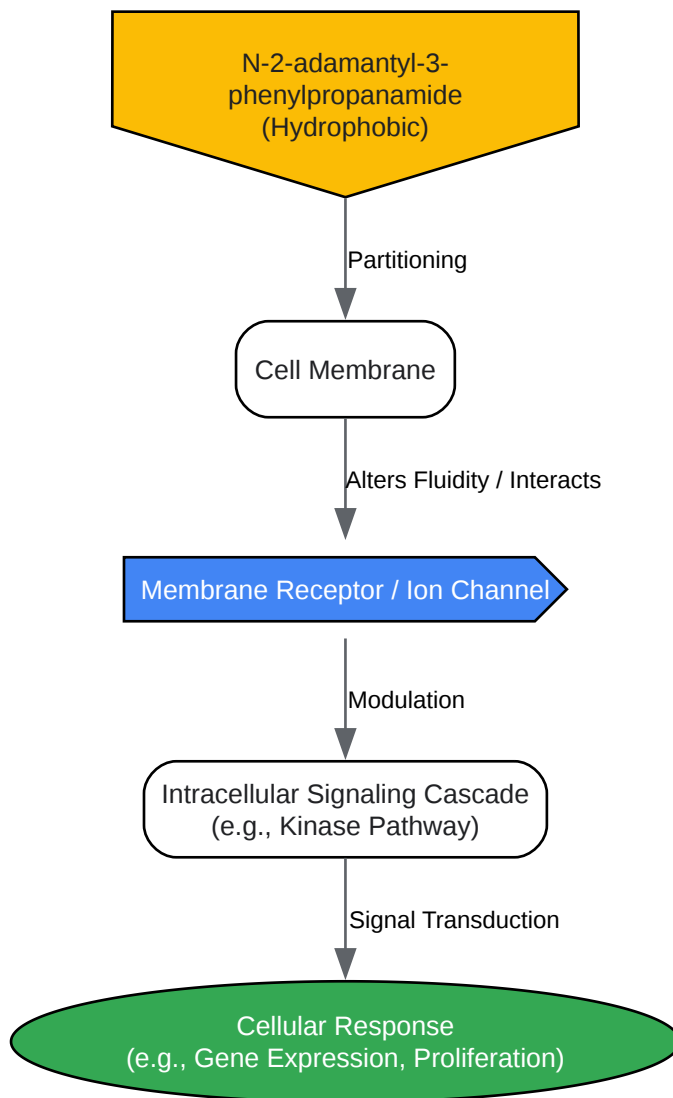 N-2-adamantyl-3-
phenylpropanamide
(Hydrophobic)
Partitioning
Cell Membrane
Alters Fluidity / Interacts
Membrane Receptor / Ion Channel
Modulation
Intracellular Signaling Cascade
(e.g., Kinase Pathway)
Signal Transduction
Cellular Response
(e.g., Gene Expression, Proliferation)